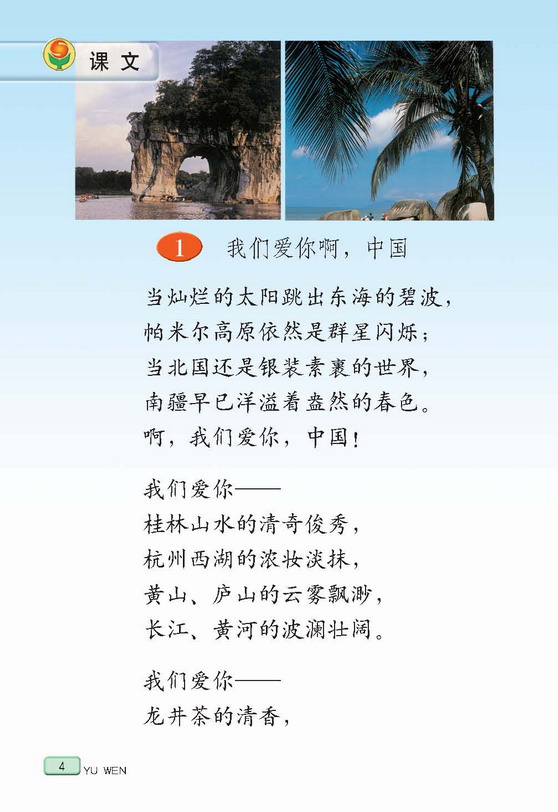 课文
1 我们爱你啊，中国
当灿烂的太阳跳出东海的碧波，
帕米尔高原依然是群星闪烁；
当北国还是银装素裹的世界，
南疆早已洋溢着盎然的春色。
啊，我们爱你，中国！
我们爱你——
桂林山水的清奇俊秀，
杭州西湖的浓妆淡抹，
黄山、庐山的云雾飘渺，
长江、黄河的波澜壮阔。
我们爱你——
龙井茶的清香，
4 YU WEN